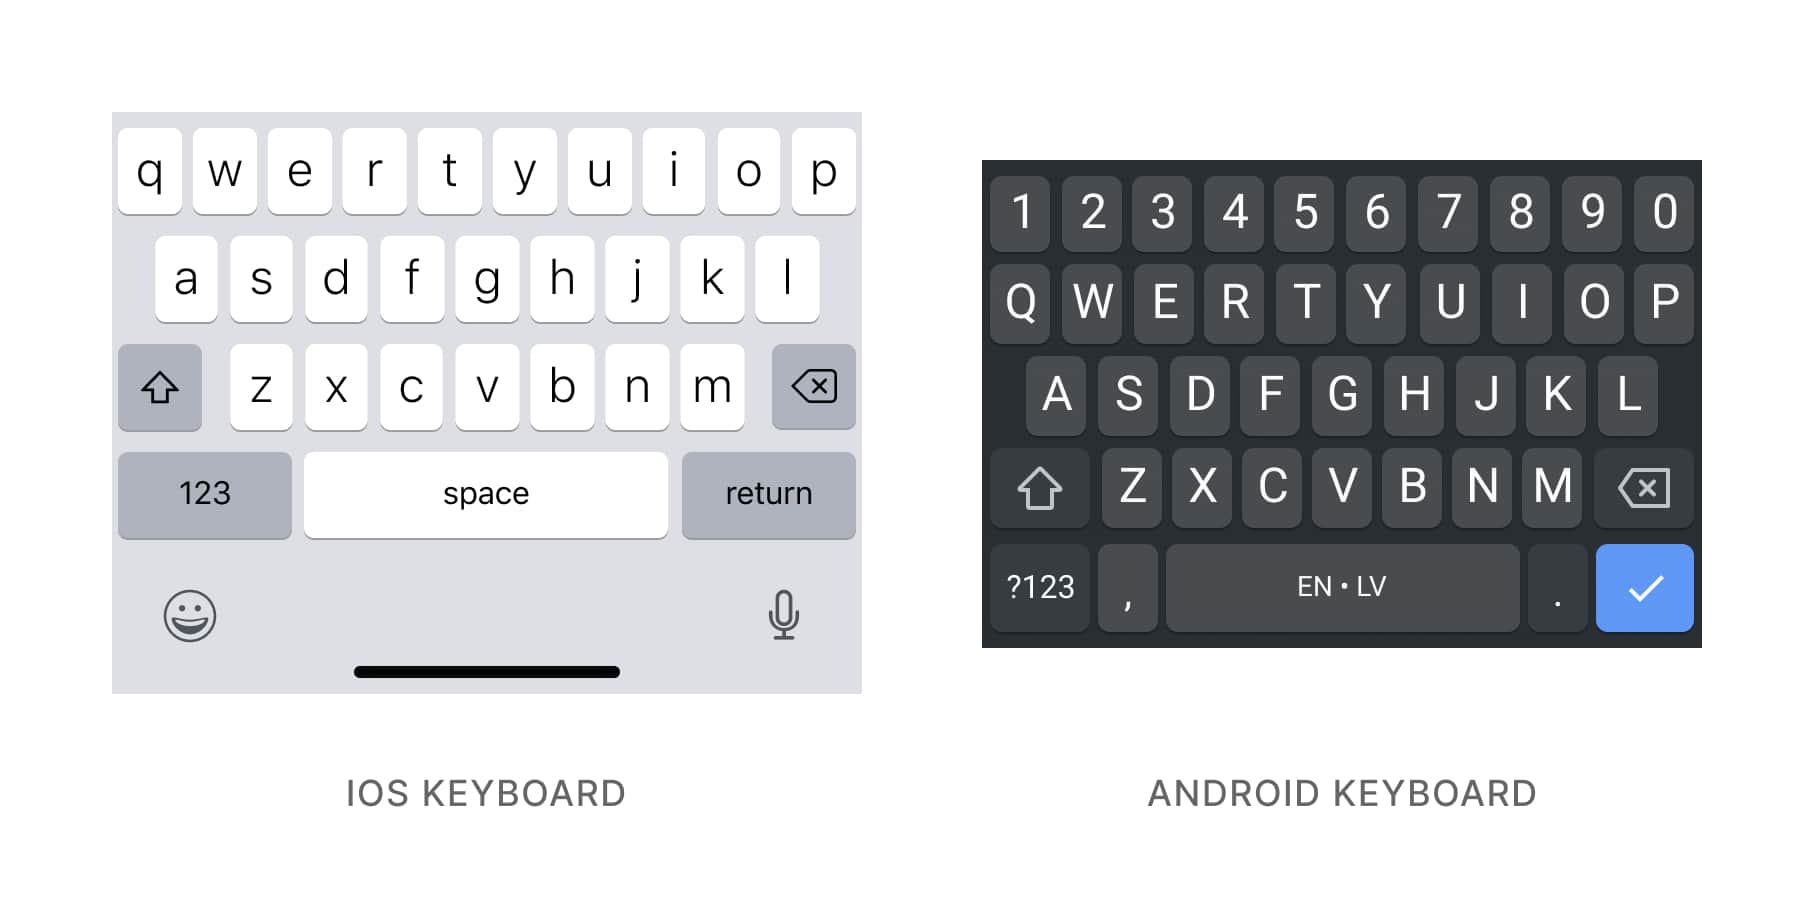 q w e r t y u i o p
a s d f g h j k l
z x c v b n m
123 space return
IOS KEYBOARD
1 2 3 4 5 6 7 8 9 0
Q W E R T Y U I O P
A S D F G H J K L
Z X C V B N M
?123 , EN • LV .
ANDROID KEYBOARD